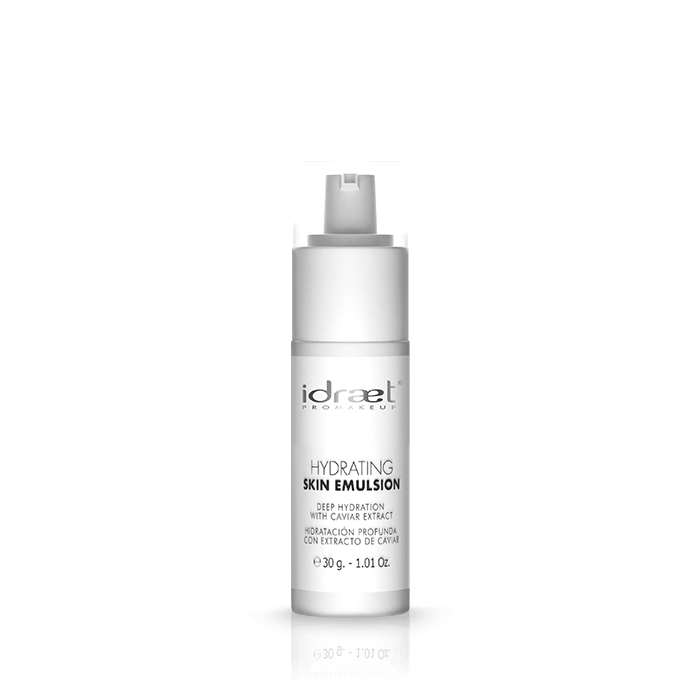 idraet®
PROMAKEUP
HYDRATING
SKIN EMULSION
DEEP HYDRATION
WITH CAVIAR EXTRACT
HIDRATACIÓN PROFUNDA
CON EXTRACTO DE CAVIAR
℮ 30 g. - 1.01 Oz.